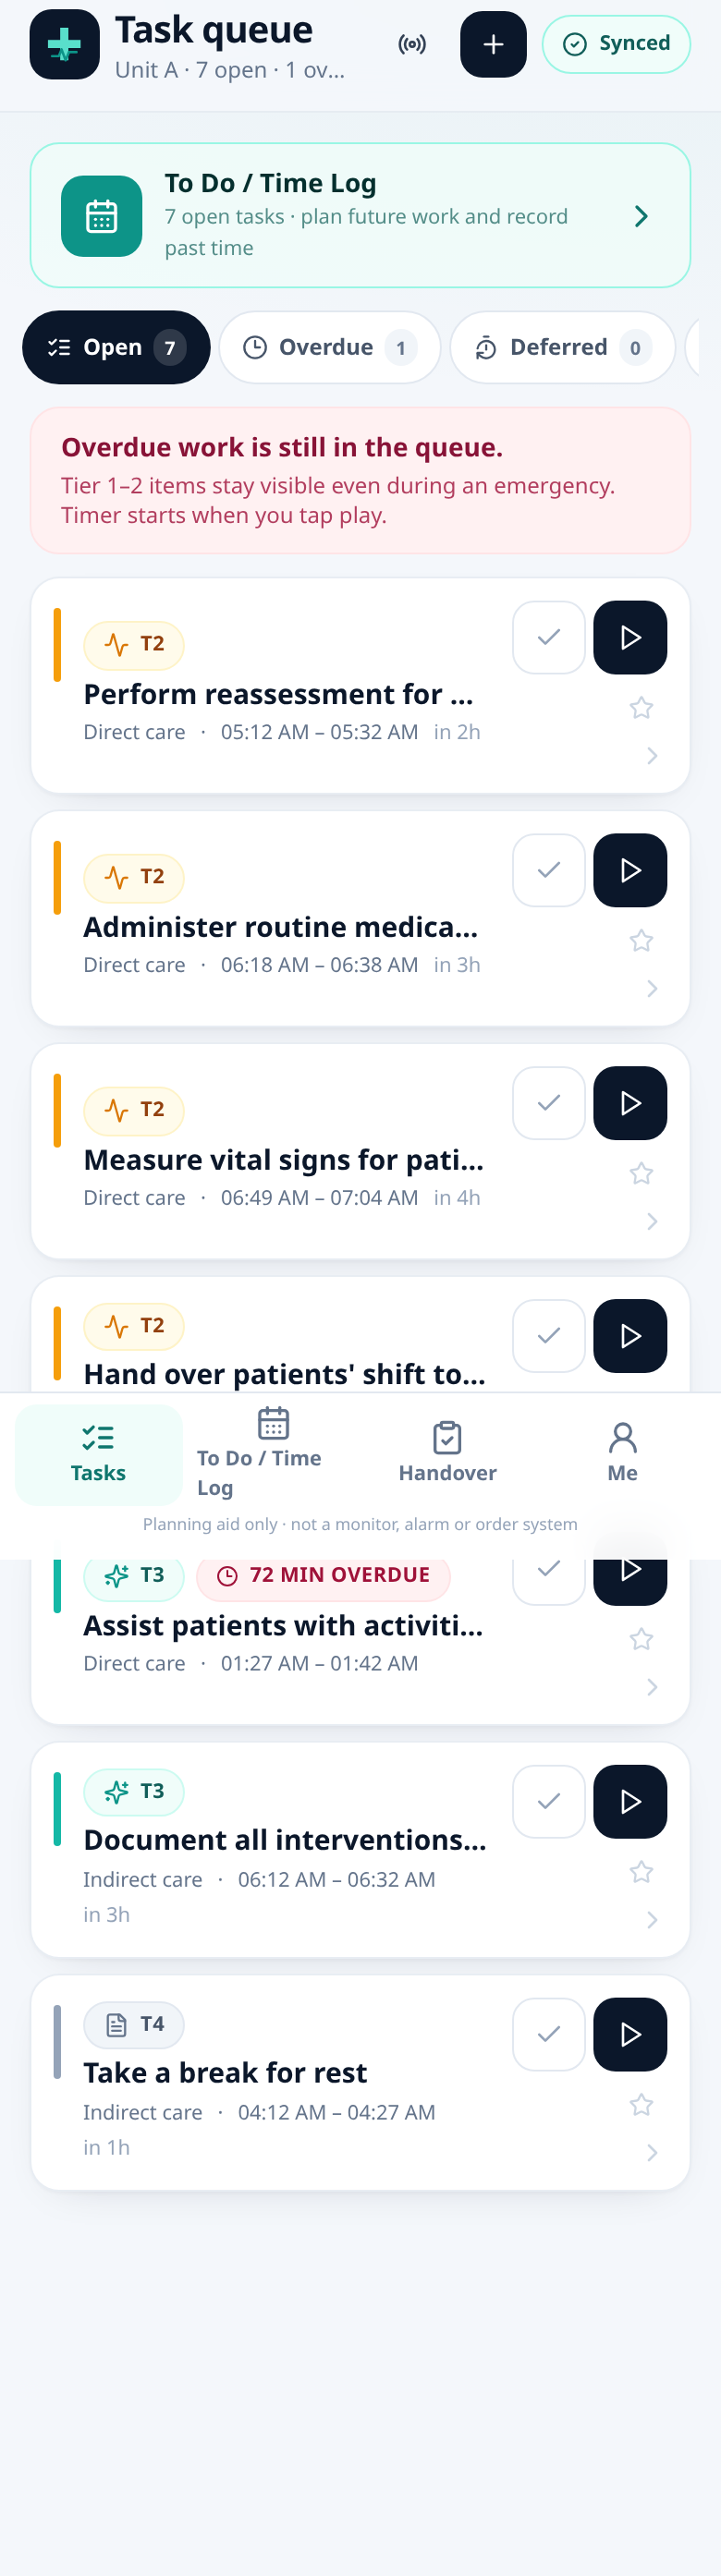 Task queue
Unit A · 7 open · 1 ov...
Synced
To Do / Time Log
7 open tasks · plan future work and record
past time
Open 7
Overdue 1
Deferred 0
Overdue work is still in the queue.
Tier 1–2 items stay visible even during an emergency.
Timer starts when you tap play.
T2
Perform reassessment for ...
Direct care · 05:12 AM – 05:32 AM in 2h
T2
Administer routine medica...
Direct care · 06:18 AM – 06:38 AM in 3h
T2
Measure vital signs for pati...
Direct care · 06:49 AM – 07:04 AM in 4h
T2
Hand over patients' shift to...
Tasks
To Do / Time
Log
Handover
Me
Planning aid only · not a monitor, alarm or order system
T3 72 MIN OVERDUE
Assist patients with activiti...
Direct care · 01:27 AM – 01:42 AM
T3
Document all interventions...
Indirect care · 06:12 AM – 06:32 AM
in 3h
T4
Take a break for rest
Indirect care · 04:12 AM – 04:27 AM
in 1h